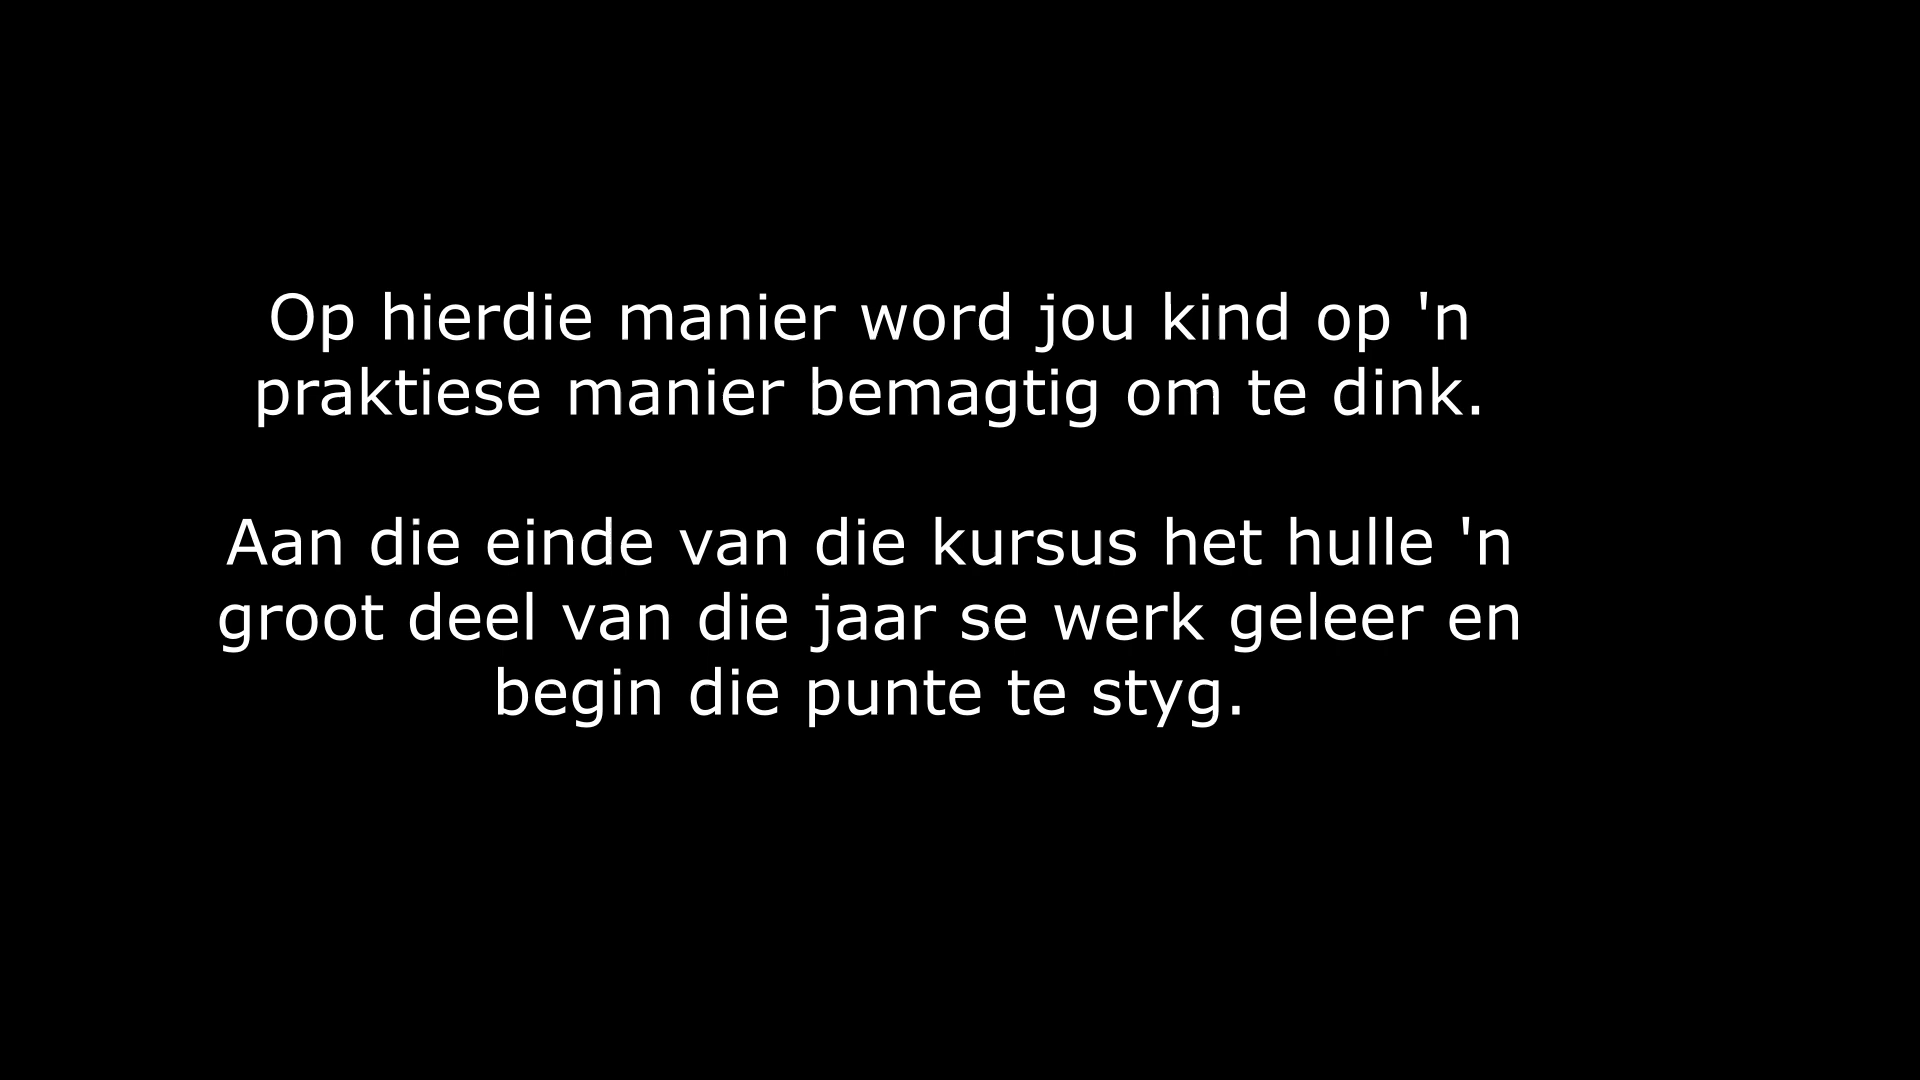 Op hierdie manier word jou kind op 'n
praktiese manier bemagtig om te dink.
Aan die einde van die kursus het hulle 'n
groot deel van die jaar se werk geleer en
begin die punte te styg.